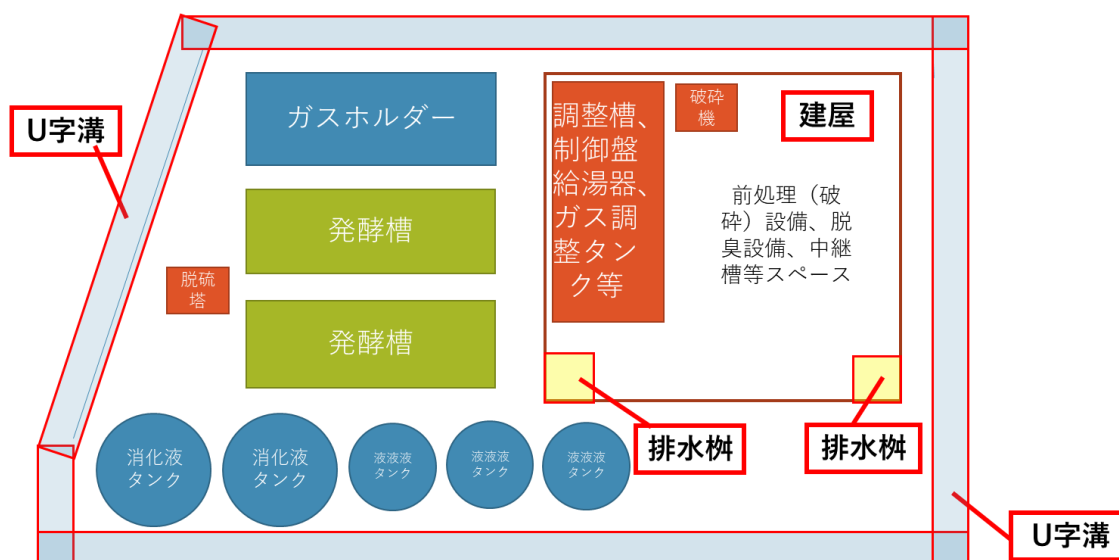 U字溝
ガスホルダー
調整槽、
制御盤
給湯器、
ガス調
整タン
ク等
破砕
機
建屋
前処理（破
砕）設備、脱
臭設備、中継
槽等スペース
発酵槽
脱硫
塔
発酵槽
排水桝
排水桝
消化液
タンク
消化液
タンク
液液液
タンク
液液液
タンク
液液液
タンク
U字溝